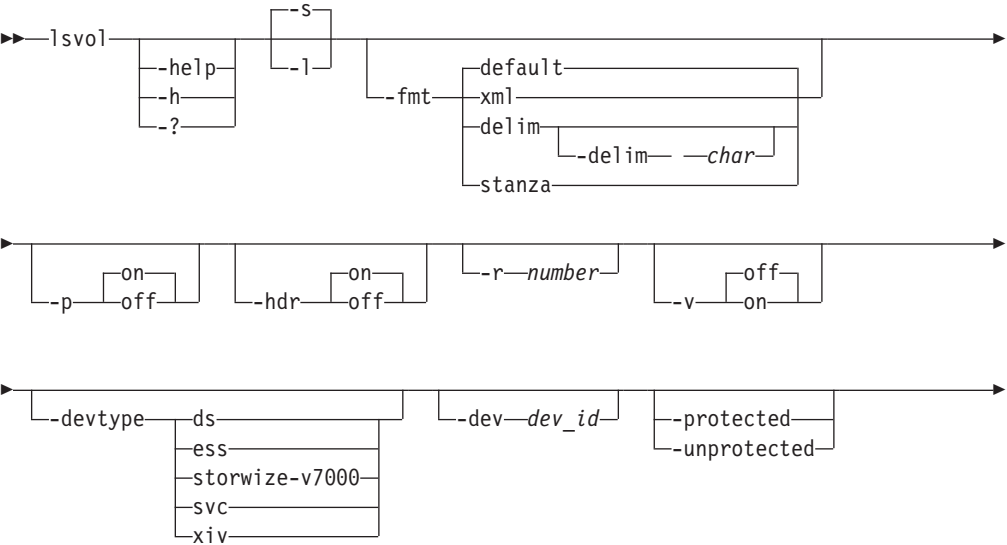 -s
lsvol
-help -l default
-h -fmt xml
-? delim
-delim char
stanza
on on -r number off
-p off -hdr off -v on
-devtype ds -dev dev_id -protected
ess -unprotected
storwize-v7000
svc
xiv